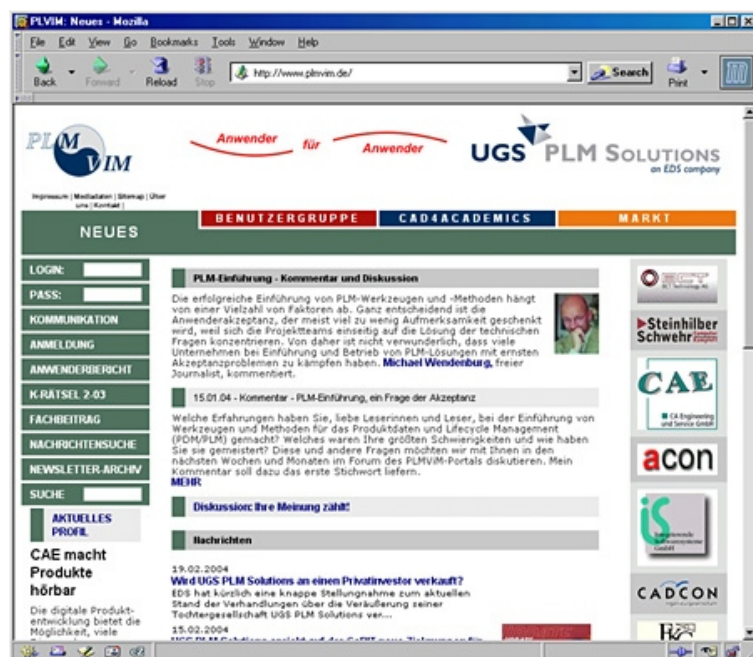 PLVIM: Neues - Mozilla
File Edit View Go Bookmarks Tools Window Help
Back Forward Reload Stop http://www.plmvim.de/ Search Print
PLM VIM
Anwender für Anwender
UGS PLM SOLUTIONS
an EDS company
Impressum | Mediadaten | Sitemap | Über
uns | Kontakt |
BENUTZERGRUPPE CAD4ACADEMICS MARKT
NEUES
LOGIN:
PASS:
KOMMUNIKATION
ANMELDUNG
ANWENDERBERICHT
K-RÄTSEL 2-03
FACHBEITRAG
NACHRICHTENSUCHE
NEWSLETTER-ARCHIV
SUCHE
AKTUELLES
PROFIL
CAE macht
Produkte
hörbar
Die digitale Produkt-
entwicklung bietet die
Möglichkeit, viele
PLM-Einführung - Kommentar und Diskussion
Die erfolgreiche Einführung von PLM-Werkzeugen und -Methoden hängt
von einer Vielzahl von Faktoren ab. Ganz entscheidend ist die
Anwenderakzeptanz, der meist viel zu wenig Aufmerksamkeit geschenkt
wird, weil sich die Projektteams einseitig auf die Lösung der technischen
Fragen konzentrieren. Von daher ist nicht verwunderlich, dass viele
Unternehmen bei Einführung und Betrieb von PLM-Lösungen mit ernsten
Akzeptanzproblemen zu kämpfen haben. Michael Wendenburg, freier
Journalist, kommentiert.
15.01.04 - Kommentar - PLM-Einführung, ein Frage der Akzeptanz
Welche Erfahrungen haben Sie, liebe Leserinnen und Leser, bei der Einführung von
Werkzeugen und Methoden für das Produktdaten und Lifecycle Management
(PDM/PLM) gemacht? Welches waren Ihre größten Schwierigkeiten und wie haben
Sie sie gemeistert? Diese und andere Fragen möchten wir mit Ihnen in den
nächsten Wochen und Monaten im Forum des PLMViM-Portals diskutieren. Mein
Kommentar soll dazu das erste Stichwort liefern.
MEHR
Diskussion: Ihre Meinung zählt!
Nachrichten
19.02.2004
Wird UGS PLM Solutions an einen Privatinvestor verkauft?
EDS hat kürzlich eine knappe Stellungnahme zum aktuellen
Stand der Verhandlungen über die Veräußerung seiner
Tochtergesellschaft UGS PLM Solutions ver...
15.02.2004
ECT
Steinhilber
Schwehr
CAE
CA Engineering
und Service GmbH
acon
is
Integrierende
Softwaresysteme
GmbH
CADCON